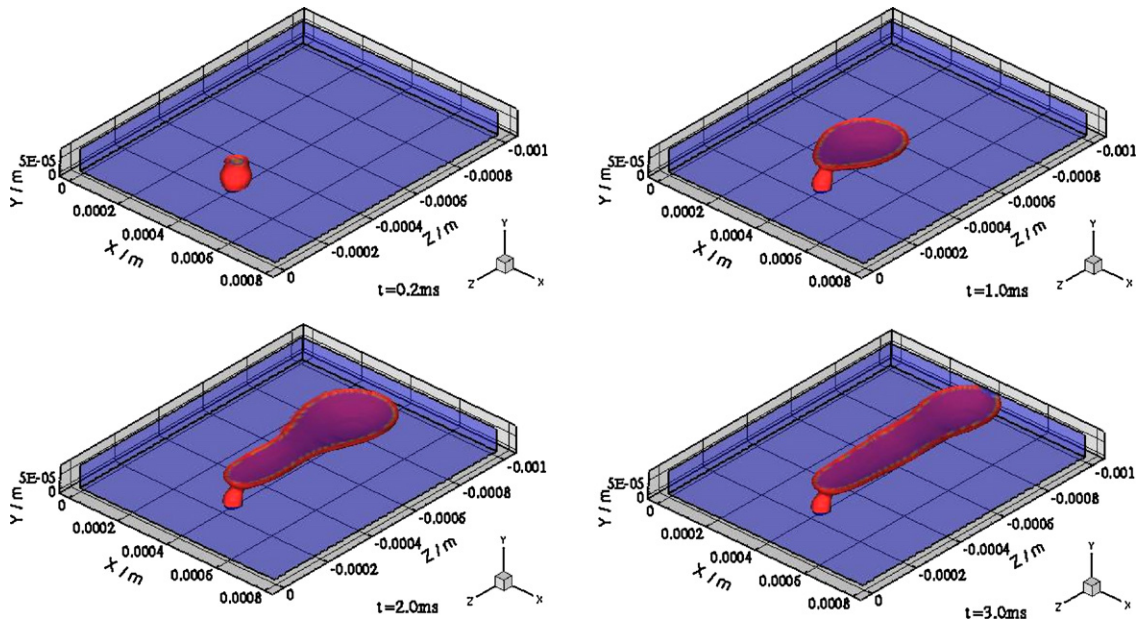 5E-05
0
Y / m
0
0.0002
0.0004
0.0006
0.0008
X / m
0
-0.0002
-0.0004
-0.0006
-0.0008
-0.001
Z / m
Y
Z
X
t=0.2ms
5E-05
0
Y / m
0
0.0002
0.0004
0.0006
0.0008
X / m
0
-0.0002
-0.0004
-0.0006
-0.0008
-0.001
Z / m
Y
Z
X
t=1.0ms
5E-05
0
Y / m
0
0.0002
0.0004
0.0006
0.0008
X / m
0
-0.0002
-0.0004
-0.0006
-0.0008
-0.001
Z / m
Y
Z
X
t=2.0ms
5E-05
0
Y / m
0
0.0002
0.0004
0.0006
0.0008
X / m
0
-0.0002
-0.0004
-0.0006
-0.0008
-0.001
Z / m
Y
Z
X
t=3.0ms